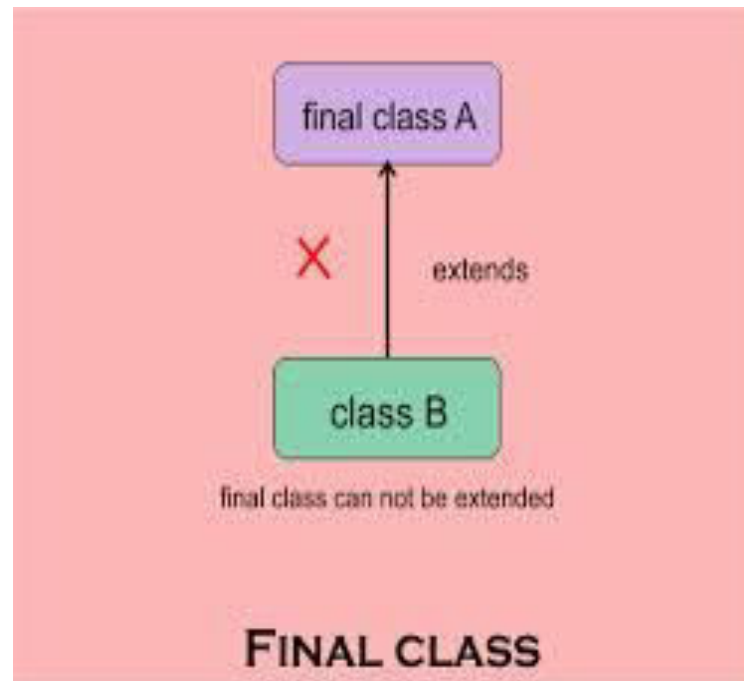 final class A
X
extends
class B
final class can not be extended
FINAL CLASS